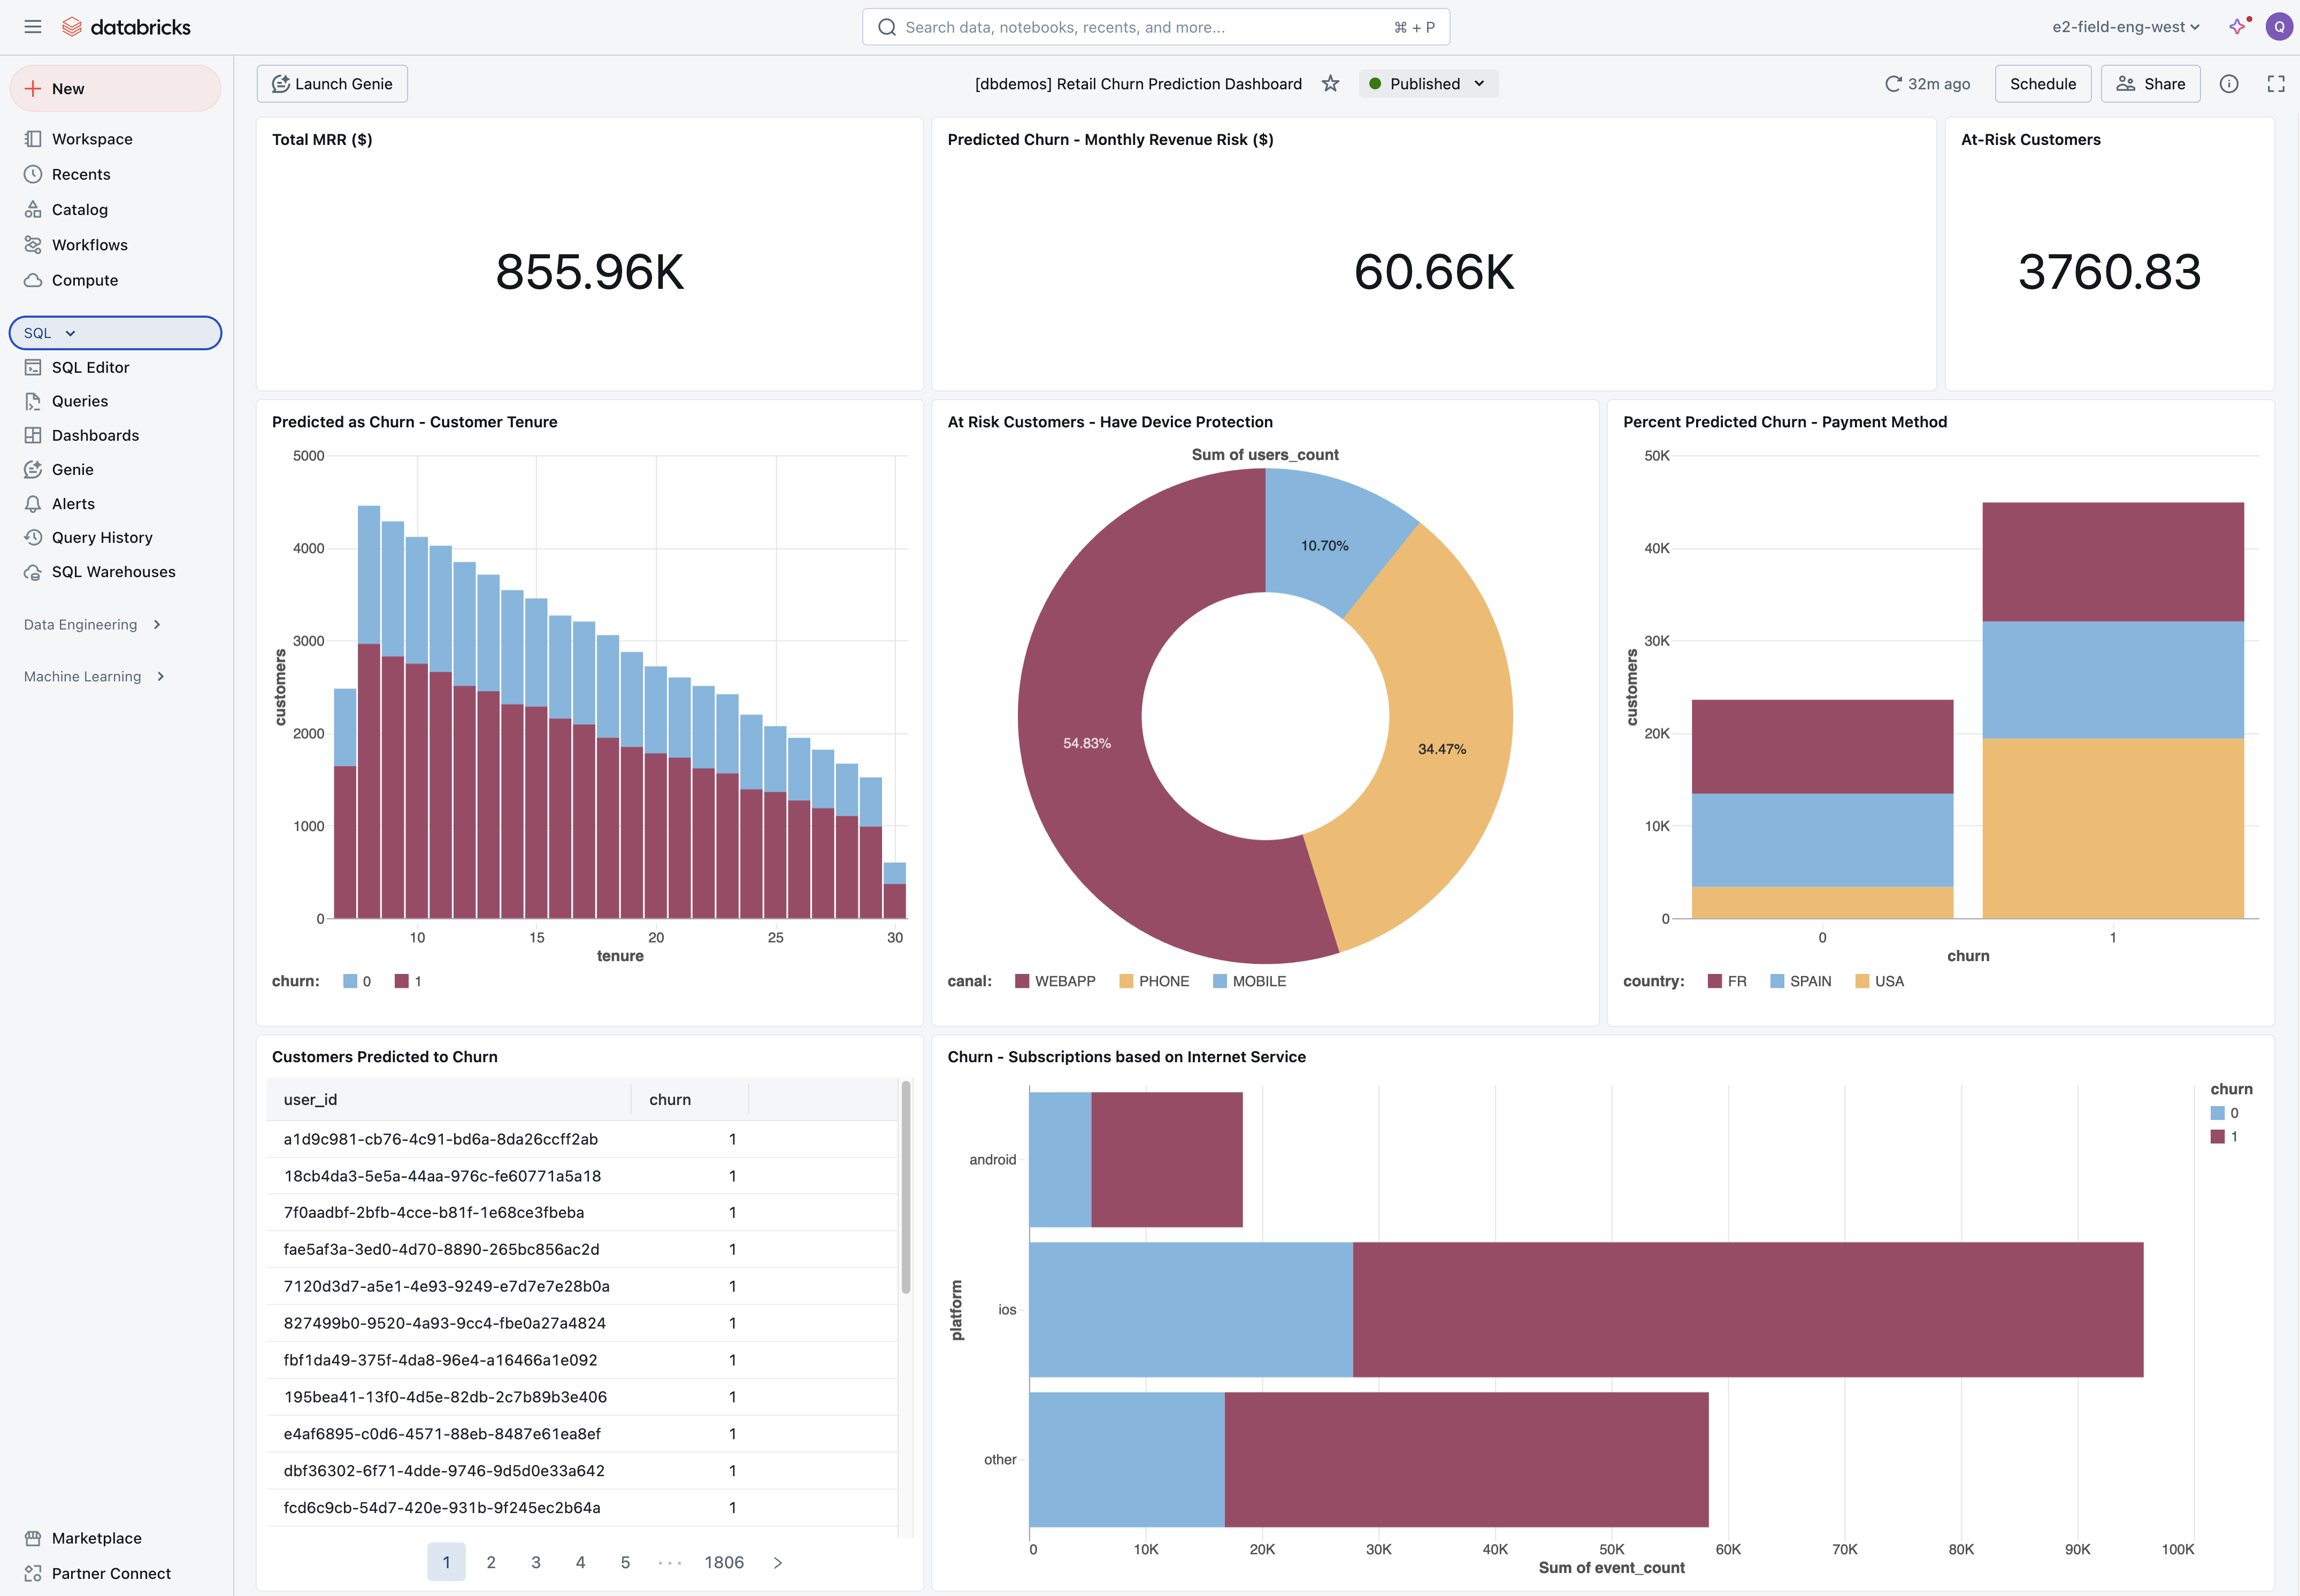 databricks
Search data, notebooks, recents, and more...
⌘ + P
e2-field-eng-west
Q
New
Workspace
Recents
Catalog
Workflows
Compute
SQL
SQL Editor
Queries
Dashboards
Genie
Alerts
Query History
SQL Warehouses
Data Engineering
Machine Learning
Marketplace
Partner Connect
Launch Genie
[dbdemos] Retail Churn Prediction Dashboard
Published
32m ago
Schedule
Share
Total MRR ($)
855.96K
Predicted Churn - Monthly Revenue Risk ($)
60.66K
At-Risk Customers
3760.83
Predicted as Churn - Customer Tenure
5000
4000
3000
2000
1000
0
customers
10 15 20 25 30
tenure
churn: 0 1
At Risk Customers - Have Device Protection
Sum of users_count
10.70%
54.83%
34.47%
canal: WEBAPP PHONE MOBILE
Percent Predicted Churn - Payment Method
50K
40K
30K
20K
10K
0
customers
0 1
churn
country: FR SPAIN USA
Customers Predicted to Churn
user_id churn
a1d9c981-cb76-4c91-bd6a-8da26ccff2ab 1
18cb4da3-5e5a-44aa-976c-fe60771a5a18 1
7f0aadbf-2bfb-4cce-b81f-1e68ce3fbeba 1
fae5af3a-3ed0-4d70-8890-265bc856ac2d 1
7120d3d7-a5e1-4e93-9249-e7d7e7e28b0a 1
827499b0-9520-4a93-9cc4-fbe0a27a4824 1
fbf1da49-375f-4da8-96e4-a16466a1e092 1
195bea41-13f0-4d5e-82db-2c7b89b3e406 1
e4af6895-c0d6-4571-88eb-8487e61ea8ef 1
dbf36302-6f71-4dde-9746-9d5d0e33a642 1
fcd6c9cb-54d7-420e-931b-9f245ec2b64a 1
1 2 3 4 5 ··· 1806
Churn - Subscriptions based on Internet Service
churn
0
1
platform
android
ios
other
0 10K 20K 30K 40K 50K 60K 70K 80K 90K 100K
Sum of event_count